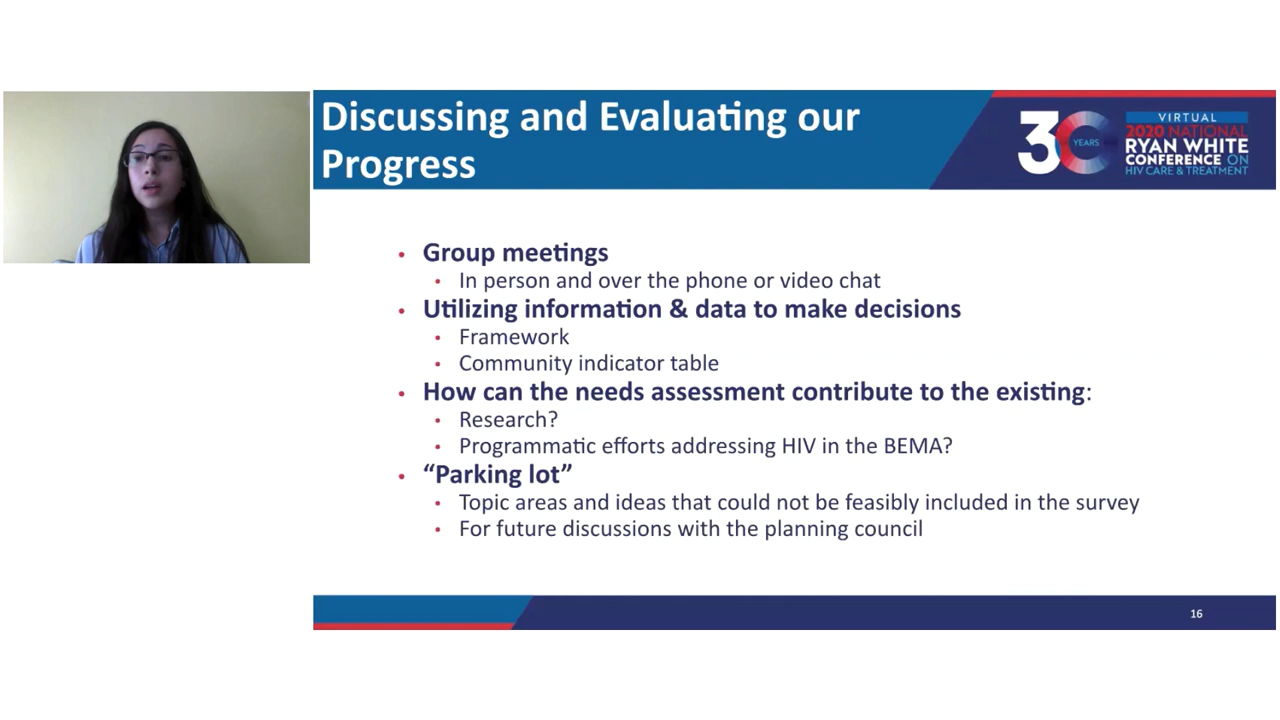 Discussing and Evaluating our
Progress
30
YEARS
VIRTUAL
2020 NATIONAL
RYAN WHITE
CONFERENCE ON
HIV CARE & TREATMENT
• Group meetings
• In person and over the phone or video chat
• Utilizing information & data to make decisions
• Framework
• Community indicator table
• How can the needs assessment contribute to the existing:
• Research?
• Programmatic efforts addressing HIV in the BEMA?
• “Parking lot”
• Topic areas and ideas that could not be feasibly included in the survey
• For future discussions with the planning council
16